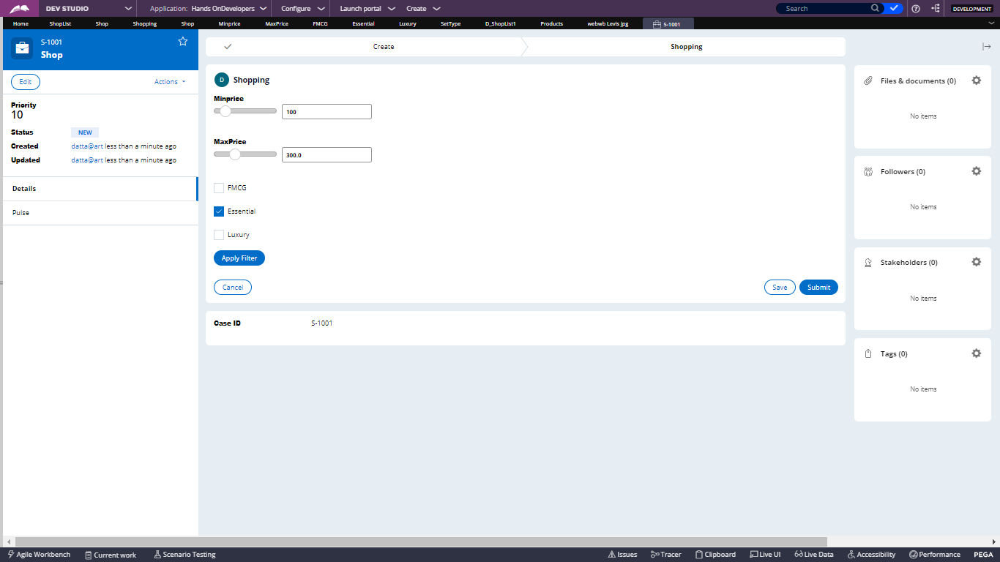 DEV STUDIO Application: Hands OnDevelopers Configure Launch portal Create Search DEVELOPMENT
Home ShopList Shop Shopping Shop Minprice MaxPrice FMCG Essential Luxury SetType D_ShopList1 Products webwb Levis jpg S-1001
S-1001
Shop
Edit Actions
Priority
10
Status NEW
Created datta@art less than a minute ago
Updated datta@art less than a minute ago
Details
Pulse
Create Shopping
D Shopping
Minprice
100
MaxPrice
300.0
FMCG
Essential
Luxury
Apply Filter
Cancel Save Submit
Case ID S-1001
Files & documents (0)
No items
Followers (0)
No items
Stakeholders (0)
No items
Tags (0)
No items
Agile Workbench Current work Scenario Testing Issues Tracer Clipboard Live UI Live Data Accessibility Performance PEGA